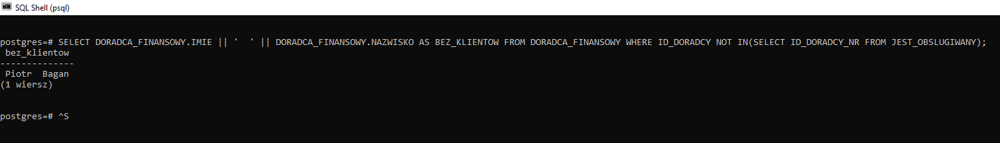 SQL Shell (psql)
postgres=# SELECT DORADCA_FINANSOWY.IMIE || '  ' || DORADCA_FINANSOWY.NAZWISKO AS BEZ_KLIENTOW FROM DORADCA_FINANSOWY WHERE ID_DORADCY NOT IN(SELECT ID_DORADCY_NR FROM JEST_OBSLUGIWANY);
bez_klientow
--------------
Piotr  Bagan
(1 wiersz)
postgres=# ^S